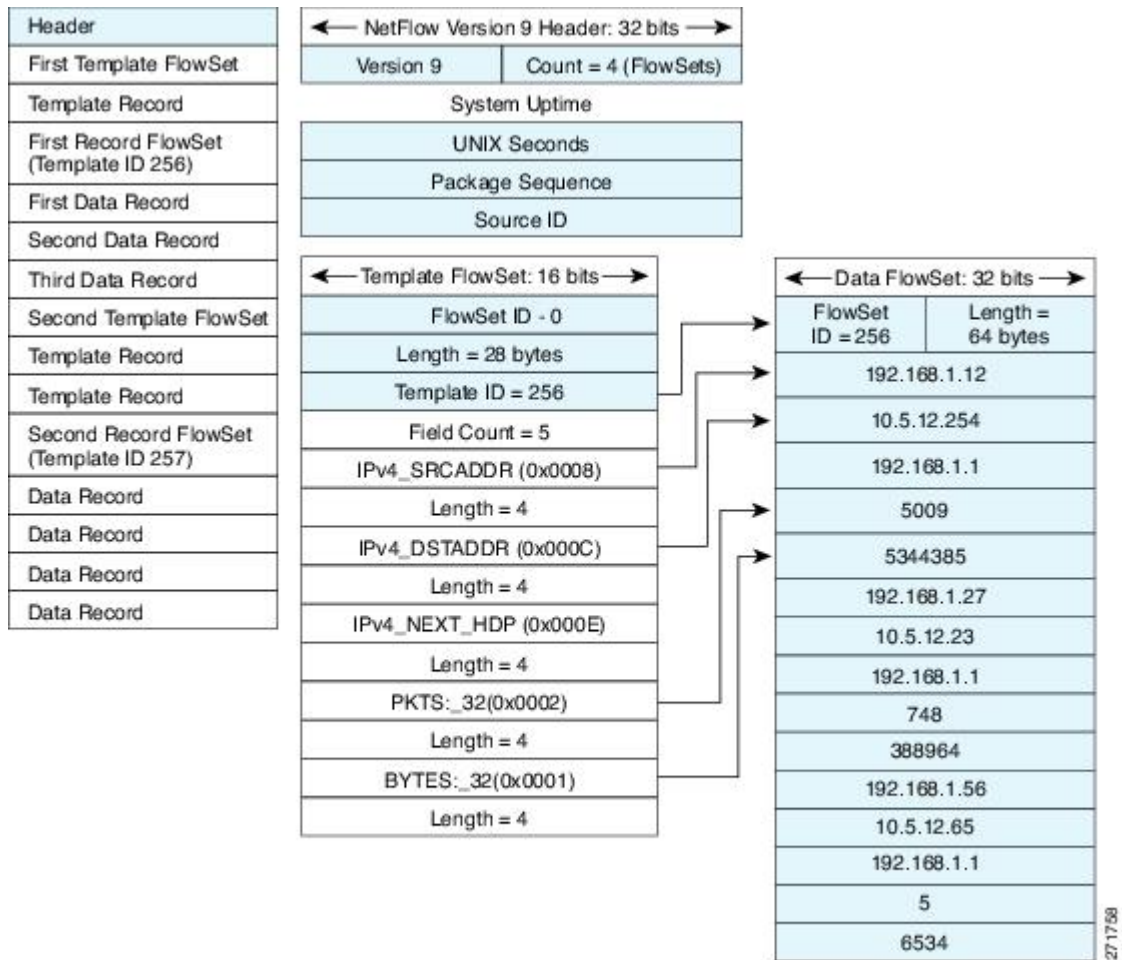 Header
First Template FlowSet
Template Record
First Record FlowSet
(Template ID 256)
First Data Record
Second Data Record
Third Data Record
Second Template FlowSet
Template Record
Template Record
Second Record FlowSet
(Template ID 257)
Data Record
Data Record
Data Record
Data Record
NetFlow Version 9 Header: 32 bits
Version 9
Count = 4 (FlowSets)
System Uptime
UNIX Seconds
Package Sequence
Source ID
Template FlowSet: 16 bits
FlowSet ID - 0
Length = 28 bytes
Template ID = 256
Field Count = 5
IPv4_SRCADDR (0x0008)
Length = 4
IPv4_DSTADDR (0x000C)
Length = 4
IPv4_NEXT_HDP (0x000E)
Length = 4
PKTS:_32(0x0002)
Length = 4
BYTES:_32(0x0001)
Length = 4
Data FlowSet: 32 bits
FlowSet
ID = 256
Length =
64 bytes
192.168.1.12
10.5.12.254
192.168.1.1
5009
5344385
192.168.1.27
10.5.12.23
192.168.1.1
748
388964
192.168.1.56
10.5.12.65
192.168.1.1
5
6534
271758